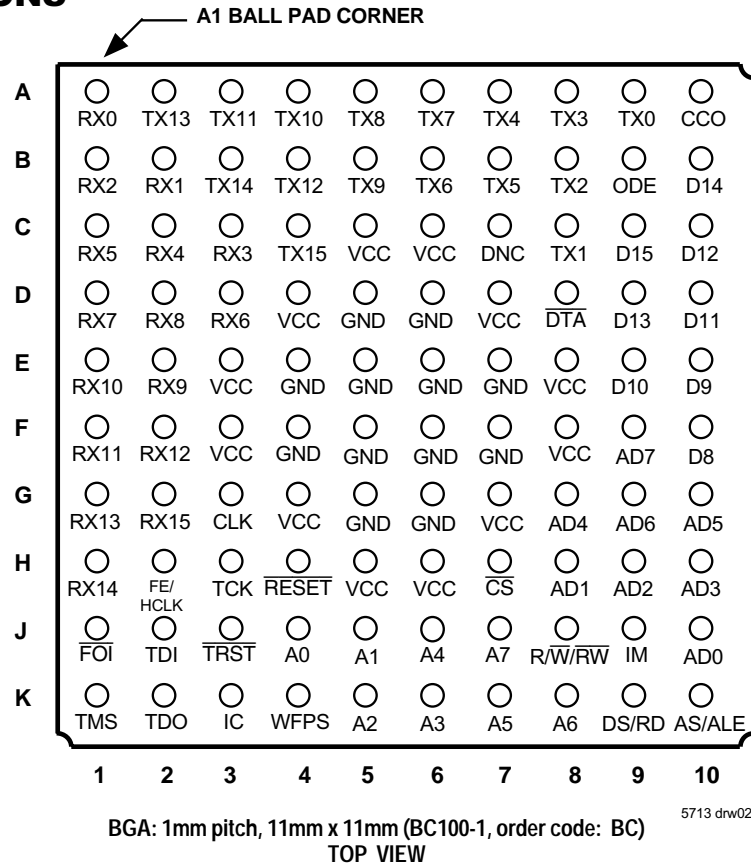 A1 BALL PAD CORNER
A
RX0 TX13 TX11 TX10 TX8 TX7 TX4 TX3 TX0 CCO
B
RX2 RX1 TX14 TX12 TX9 TX6 TX5 TX2 ODE D14
C
RX5 RX4 RX3 TX15 VCC VCC DNC TX1 D15 D12
D
RX7 RX8 RX6 VCC GND GND VCC DTA D13 D11
E
RX10 RX9 VCC GND GND GND GND VCC D10 D9
F
RX11 RX12 VCC GND GND GND GND VCC AD7 D8
G
RX13 RX15 CLK VCC GND GND VCC AD4 AD6 AD5
H
RX14 FE/ TCK RESET VCC VCC CS AD1 AD2 AD3
HCLK
J
FOI TDI TRST A0 A1 A4 A7 R/W/RW IM AD0
K
TMS TDO IC WFPS A2 A3 A5 A6 DS/RD AS/ALE
1 2 3 4 5 6 7 8 9 10
5713 drw02
BGA: 1mm pitch, 11mm x 11mm (BC100-1, order code: BC)
TOP VIEW